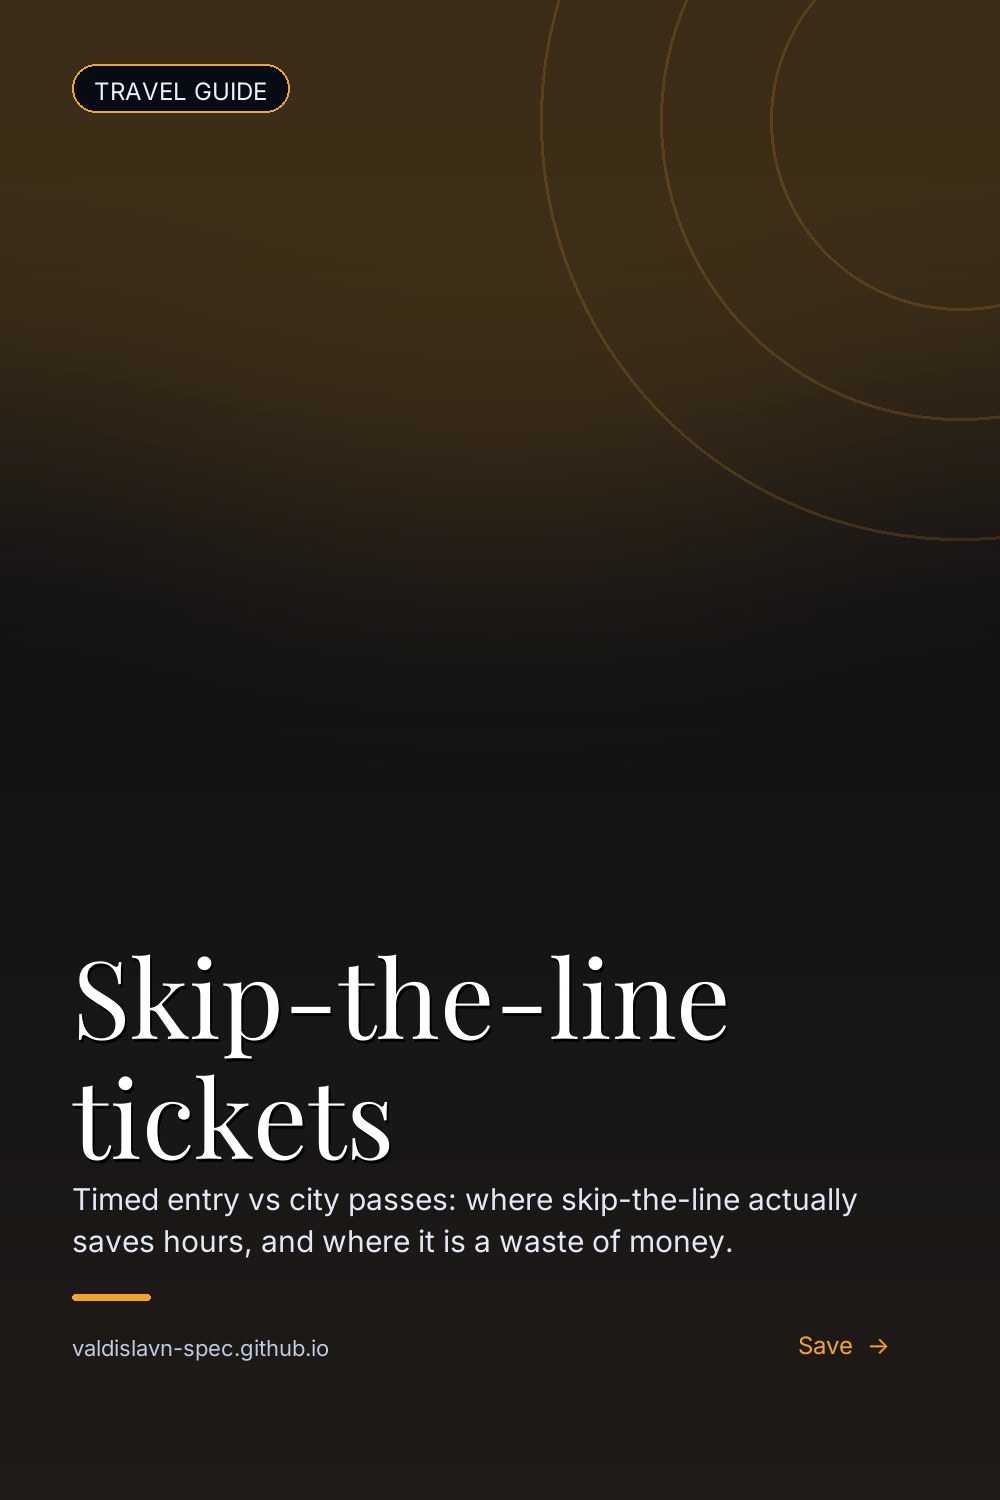 TRAVEL GUIDE
Skip-the-line
tickets
Timed entry vs city passes: where skip-the-line actually
saves hours, and where it is a waste of money.
valdislavn-spec.github.io
Save →